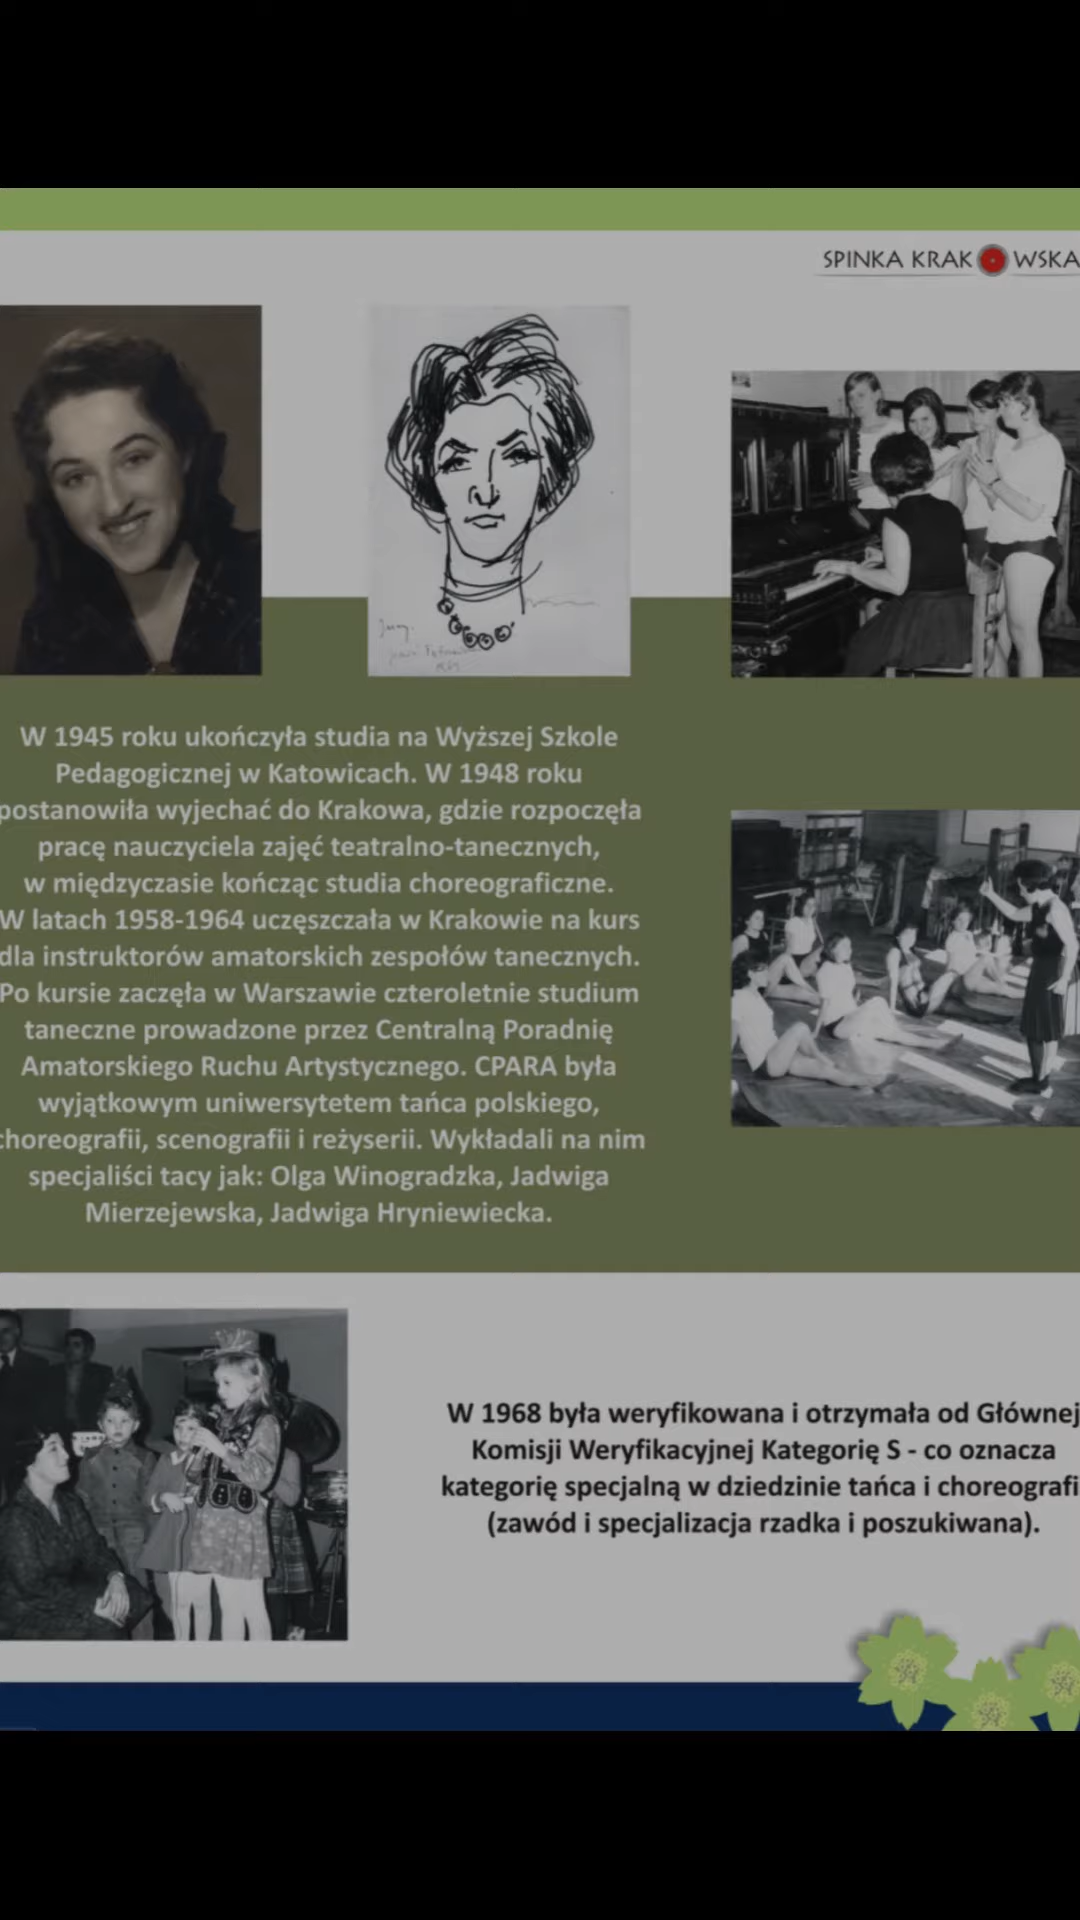 SPINKA KRAKOWSKA
W 1945 roku ukończyła studia na Wyższej Szkole
Pedagogicznej w Katowicach. W 1948 roku
postanowiła wyjechać do Krakowa, gdzie rozpoczęła
pracę nauczyciela zajęć teatralno-tanecznych,
w międzyczasie kończąc studia choreograficzne.
W latach 1958-1964 uczęszczała w Krakowie na kurs
dla instruktorów amatorskich zespołów tanecznych.
Po kursie zaczęła w Warszawie czteroletnie studium
taneczne prowadzone przez Centralną Poradnię
Amatorskiego Ruchu Artystycznego. CPARA była
wyjątkowym uniwersytetem tańca polskiego,
choreografii, scenografii i reżyserii. Wykładali na nim
specjaliści tacy jak: Olga Winogradzka, Jadwiga
Mierzejewska, Jadwiga Hryniewiecka.
W 1968 była weryfikowana i otrzymała od Głównej
Komisji Weryfikacyjnej Kategorię S - co oznacza
kategorię specjalną w dziedzinie tańca i choreografi
(zawód i specjalizacja rzadka i poszukiwana).